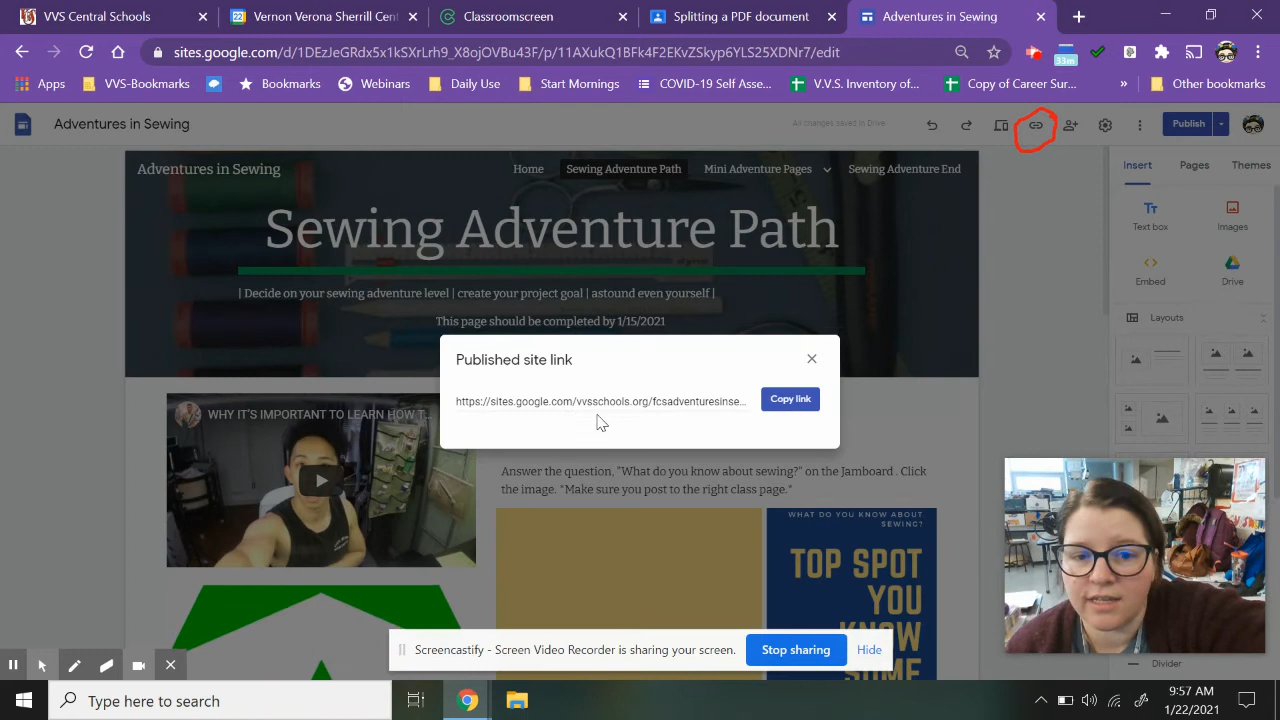 VVS Central Schools
Vernon Verona Sherrill Cent
Classroomscreen
Splitting a PDF document
Adventures in Sewing
sites.google.com/d/1DEzJeGRdx5x1kSXrLrh9_X8ojOVBu43F/p/11AXukQ1BFk4F2EKvZSkyp6YLS25XDNr7/edit
33m
Apps
VVS-Bookmarks
Bookmarks
Webinars
Daily Use
Start Mornings
COVID-19 Self Asse...
V.V.S. Inventory of...
Copy of Career Sur...
»
Other bookmarks
Adventures in Sewing
All changes saved in Drive
Publish
Adventures in Sewing
Home
Sewing Adventure Path
Mini Adventure Pages
Sewing Adventure End
Insert
Pages
Themes
Sewing Adventure Path
Text box
Images
Embed
Drive
| Decide on your sewing adventure level | create your project goal | astound even yourself |
This page should be completed by 1/15/2021
Layouts
Published site link
https://sites.google.com/vvsschools.org/fcsadventuresinse...
Copy link
WHY IT'S IMPORTANT TO LEARN HOW T...
Answer the question, "What do you know about sewing?" on the Jamboard . Click
the image. *Make sure you post to the right class page.*
WHAT DO YOU KNOW ABOUT
SEWING?
TOP SPOT
YOU
KNOW
SOME
Screencastify - Screen Video Recorder is sharing your screen.
Stop sharing
Hide
Divider
Type here to search
9:57 AM
1/22/2021